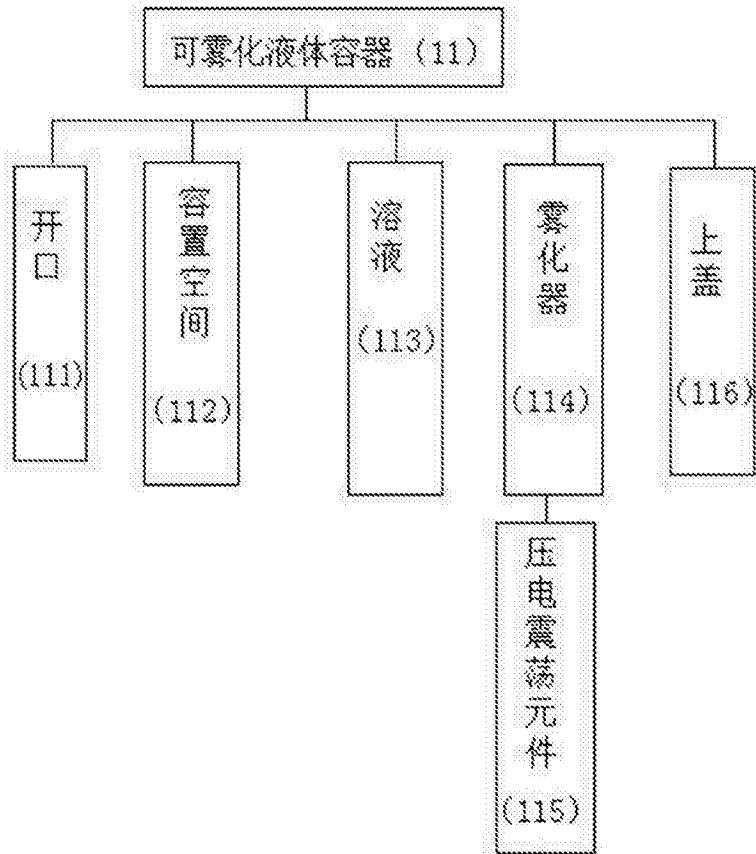 可雾化液体容器 (11)
开口
(111)
容置空间
(112)
溶液
(113)
雾化器
(114)
上盖
(116)
压电震荡元件
(115)